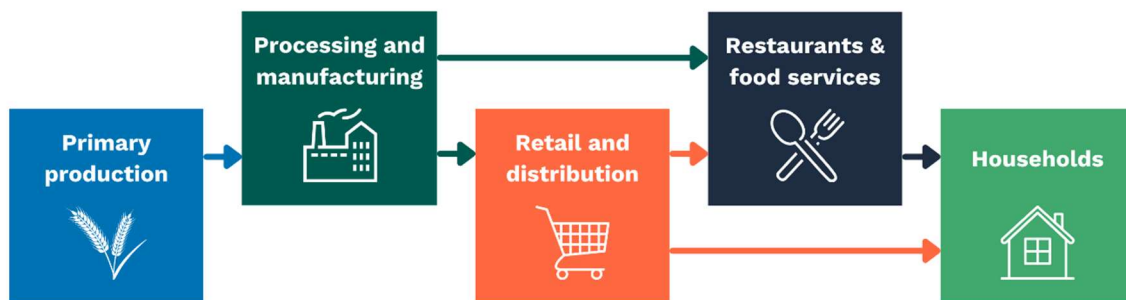 Primary
production
Processing and
manufacturing
Retail and
distribution
Restaurants &
food services
Households